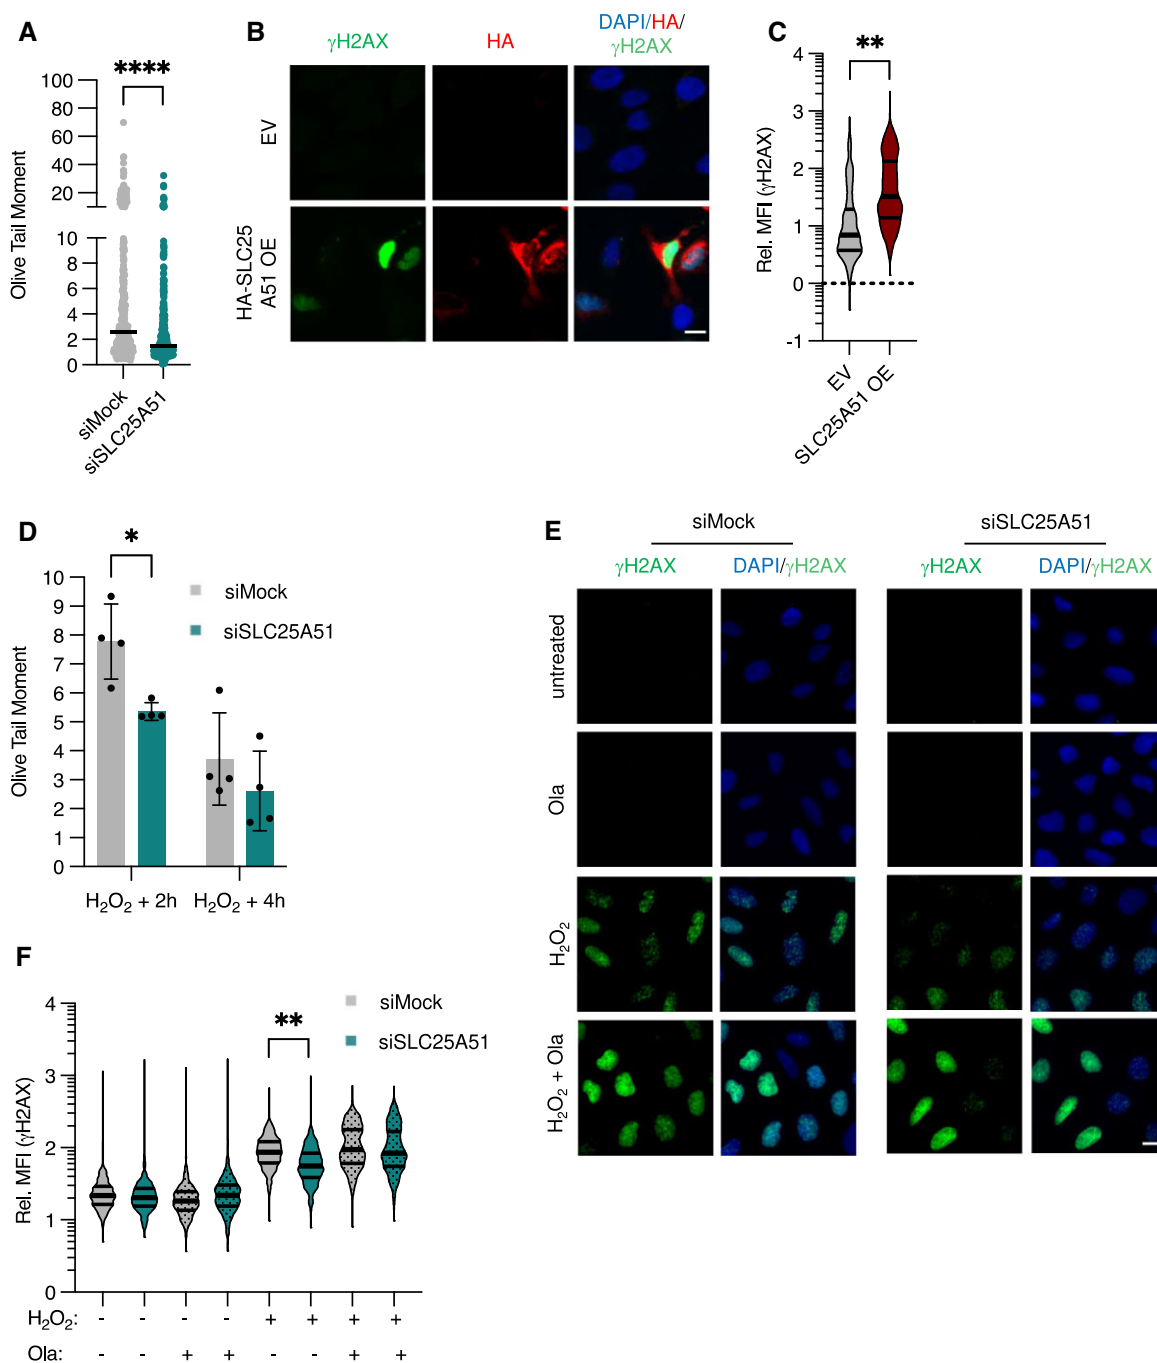 A
****
Olive Tail Moment
100
80
60
40
20
10
8
6
4
2
0
siMock
siSLC25A51
B
γH2AX
HA
DAPI/HA/
γH2AX
EV
HA-SLC25
A51 OE
C
**
Rel. MFI (γH2AX)
4
3
2
1
0
-1
EV
SLC25A51 OE
D
*
siMock
siSLC25A51
Olive Tail Moment
10
9
8
7
6
5
4
3
2
1
0
H₂O₂ + 2h
H₂O₂ + 4h
E
siMock
siSLC25A51
γH2AX
DAPI/γH2AX
γH2AX
DAPI/γH2AX
untreated
Ola
H₂O₂
H₂O₂ + Ola
F
siMock
siSLC25A51
**
Rel. MFI (γH2AX)
4
3
2
1
0
H₂O₂: - - - - + + + +
Ola: - - + + - - + +